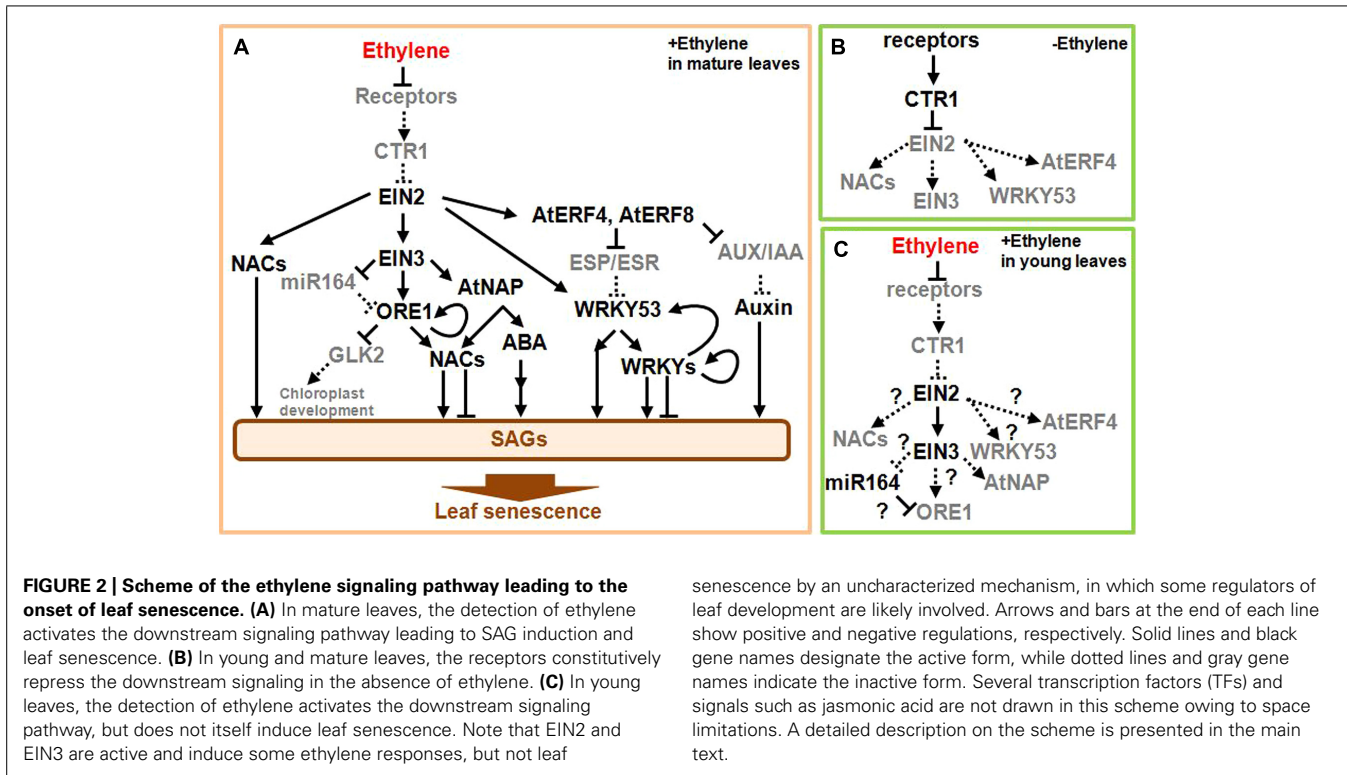 A
Ethylene
+Ethylene
in mature leaves
Receptors
CTR1
EIN2
AtERF4, AtERF8
NACs
EIN3
miR164
AtNAP
ESP/ESR
AUX/IAA
ORE1
WRKY53
Auxin
GLK2
NACs
ABA
WRKYs
Chloroplast
development
SAGs
Leaf senescence
B
receptors
-Ethylene
CTR1
EIN2
NACs
AtERF4
EIN3
WRKY53
C
Ethylene
+Ethylene
in young leaves
receptors
CTR1
EIN2
?
?
NACs
AtERF4
?
?
EIN3
WRKY53
miR164
?
AtNAP
?
ORE1
FIGURE 2 | Scheme of the ethylene signaling pathway leading to the
onset of leaf senescence. (A) In mature leaves, the detection of ethylene
activates the downstream signaling pathway leading to SAG induction and
leaf senescence. (B) In young and mature leaves, the receptors constitutively
repress the downstream signaling in the absence of ethylene. (C) In young
leaves, the detection of ethylene activates the downstream signaling
pathway, but does not itself induce leaf senescence. Note that EIN2 and
EIN3 are active and induce some ethylene responses, but not leaf
senescence by an uncharacterized mechanism, in which some regulators of
leaf development are likely involved. Arrows and bars at the end of each line
show positive and negative regulations, respectively. Solid lines and black
gene names designate the active form, while dotted lines and gray gene
names indicate the inactive form. Several transcription factors (TFs) and
signals such as jasmonic acid are not drawn in this scheme owing to space
limitations. A detailed description on the scheme is presented in the main
text.